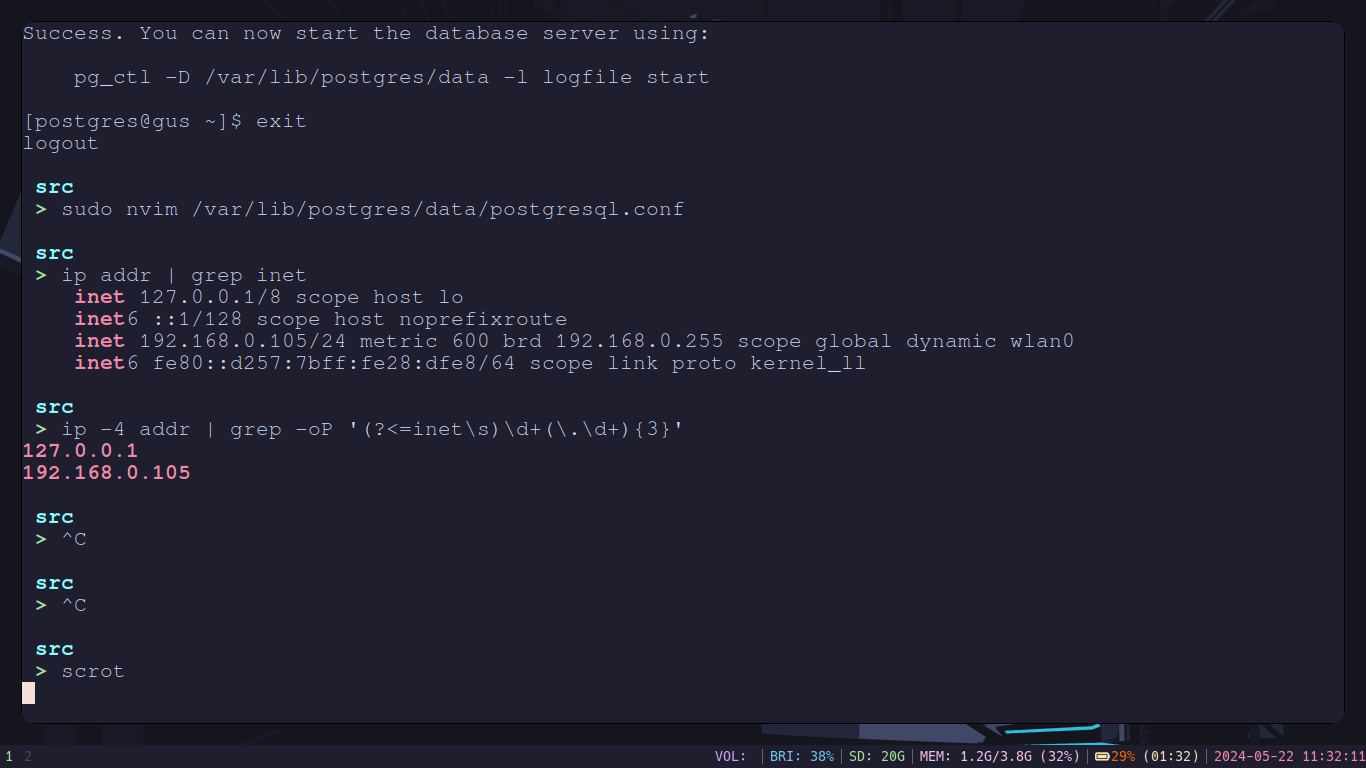 Success. You can now start the database server using:
pg_ctl -D /var/lib/postgres/data -l logfile start
[postgres@gus ~]$ exit
logout
src
> sudo nvim /var/lib/postgres/data/postgresql.conf
src
> ip addr | grep inet
inet 127.0.0.1/8 scope host lo
inet6 ::1/128 scope host noprefixroute
inet 192.168.0.105/24 metric 600 brd 192.168.0.255 scope global dynamic wlan0
inet6 fe80::d257:7bff:fe28:dfe8/64 scope link proto kernel_ll
src
> ip -4 addr | grep -oP '(?<=inet\s)\d+(\.\d+){3}'
127.0.0.1
192.168.0.105
src
> ^C
src
> ^C
src
> scrot
1 2 VOL: | BRI: 38% | SD: 20G | MEM: 1.2G/3.8G (32%) | 29% (01:32) | 2024-05-22 11:32:11